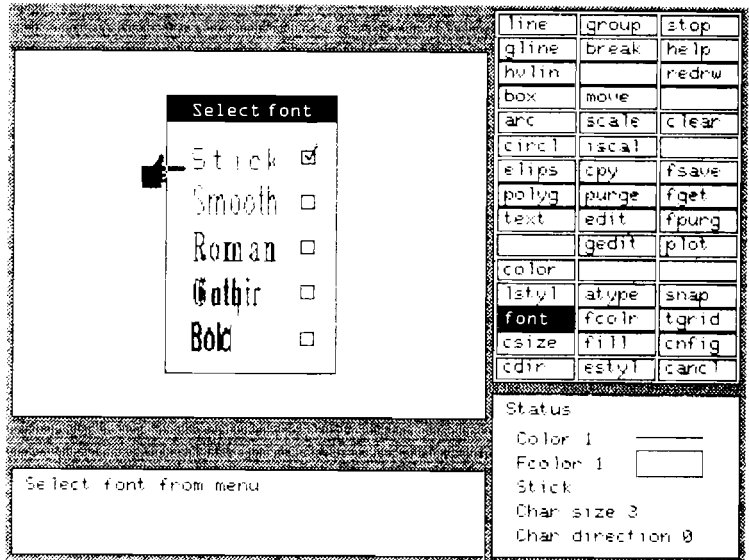 Select font
Stick
Smooth
Roman
Gothic
Bold
Select font from menu
line group stop
gline break help
hvlin redrw
box move
arc scale clear
circl iscal
elips cpy fsave
polyg purge fget
text edit fpurg
gedit plot
color
lstyl atype snap
font fcolr tgrid
csize fill cnfig
cdir estyl cancl
Status
Color 1
Fcolor 1
Stick
Char size 3
Char direction 0